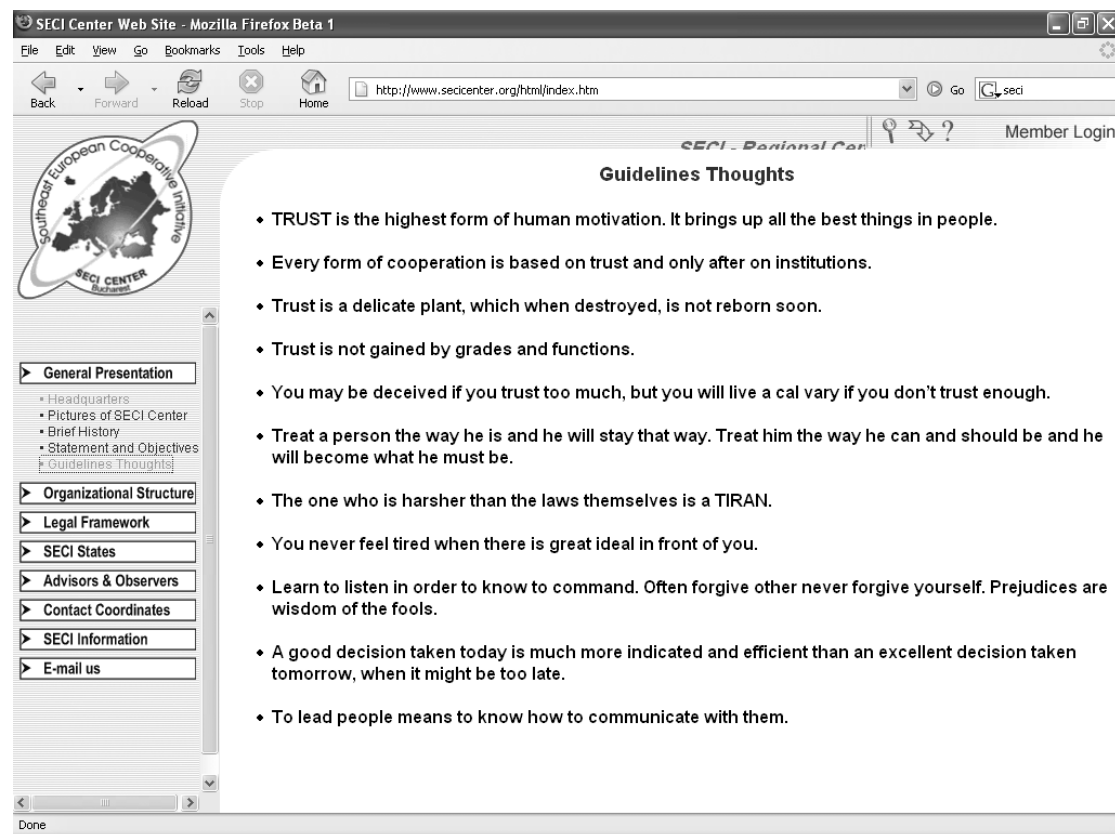 SECI Center Web Site - Mozilla Firefox Beta 1
File Edit View Go Bookmarks Tools Help
Back Forward Reload Stop Home http://www.secicenter.org/html/index.htm Go G seci
Southeast European Cooperative Initiative
SECI CENTER
Bucharest
SECI - Regional Cen
? Member Login
General Presentation
Headquarters
Pictures of SECI Center
Brief History
Statement and Objectives
Guidelines Thoughts
Organizational Structure
Legal Framework
SECI States
Advisors & Observers
Contact Coordinates
SECI Information
E-mail us
Guidelines Thoughts
• TRUST is the highest form of human motivation. It brings up all the best things in people.
• Every form of cooperation is based on trust and only after on institutions.
• Trust is a delicate plant, which when destroyed, is not reborn soon.
• Trust is not gained by grades and functions.
• You may be deceived if you trust too much, but you will live a cal vary if you don't trust enough.
• Treat a person the way he is and he will stay that way. Treat him the way he can and should be and he
will become what he must be.
• The one who is harsher than the laws themselves is a TIRAN.
• You never feel tired when there is great ideal in front of you.
• Learn to listen in order to know to command. Often forgive other never forgive yourself. Prejudices are
wisdom of the fools.
• A good decision taken today is much more indicated and efficient than an excellent decision taken
tomorrow, when it might be too late.
• To lead people means to know how to communicate with them.
Done